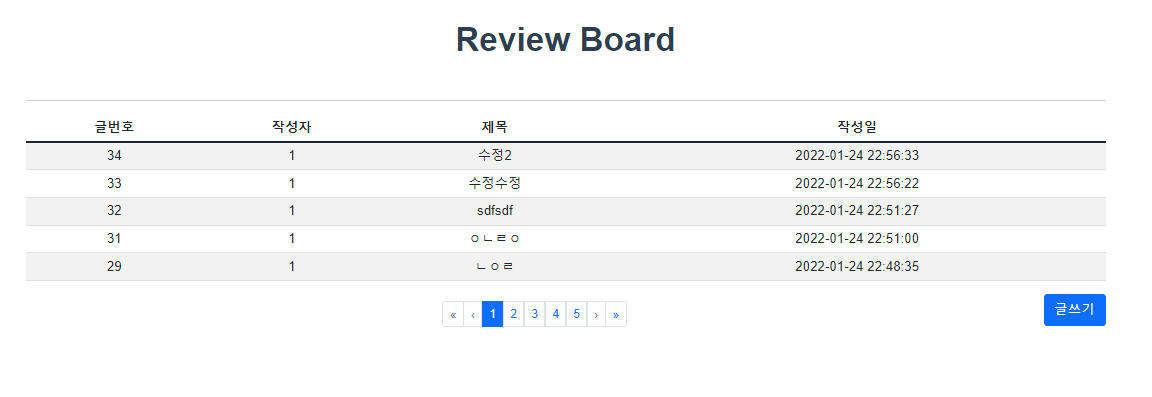 Review Board
글번호 작성자 제목 작성일
34 1 수정2 2022-01-24 22:56:33
33 1 수정수정 2022-01-24 22:56:22
32 1 sdfsdf 2022-01-24 22:51:27
31 1 ㅇㄴㄹㅇ 2022-01-24 22:51:00
29 1 ㄴㅇㄹ 2022-01-24 22:48:35
« ‹ 1 2 3 4 5 › » 글쓰기